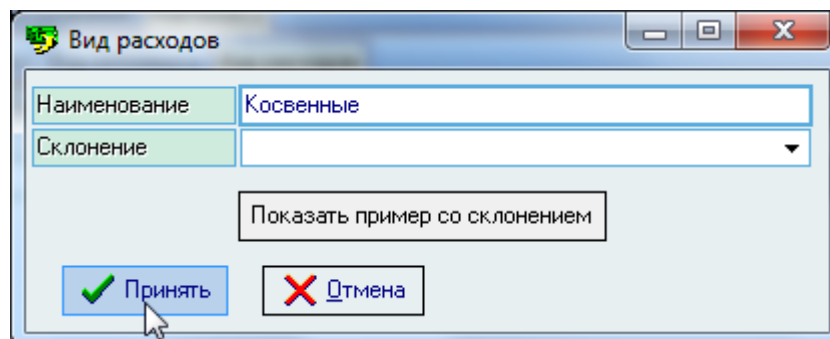 Вид расходов
Наименование Косвенные
Склонение
Показать пример со склонением
Принять Отмена